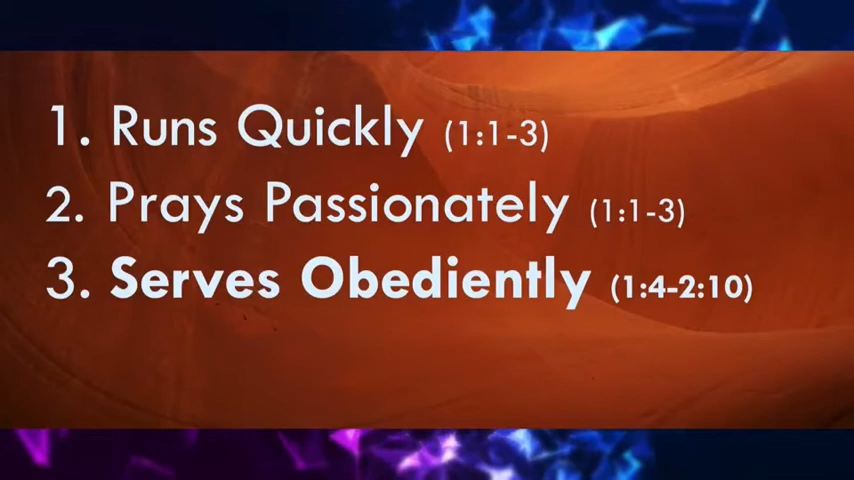 1. Runs Quickly (1:1-3)
2. Prays Passionately (1:1-3)
3. Serves Obediently (1:4-2:10)